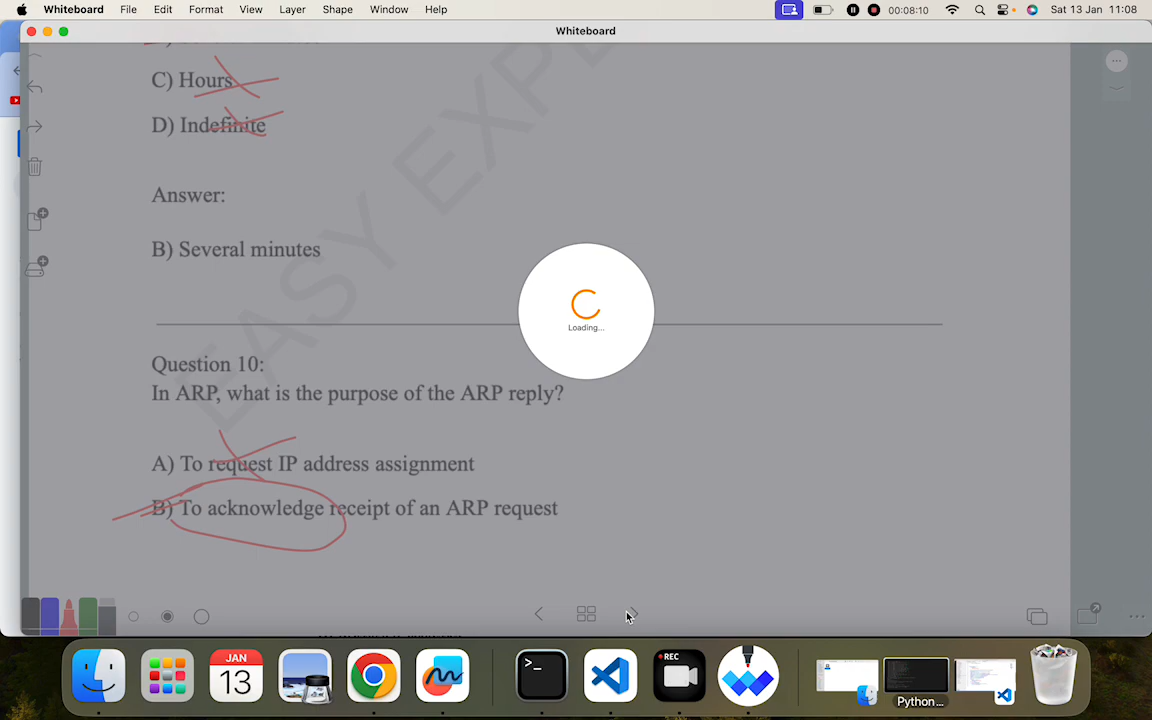 Whiteboard File Edit Format View Layer Shape Window Help 00:08:10 Sat 13 Jan 11:08
Whiteboard
C) Hours
D) Indefinite
Answer:
B) Several minutes
EASY EXPE
Loading...
Question 10:
In ARP, what is the purpose of the ARP reply?
A) To request IP address assignment
B) To acknowledge receipt of an ARP request
JAN
13
REC
Python...